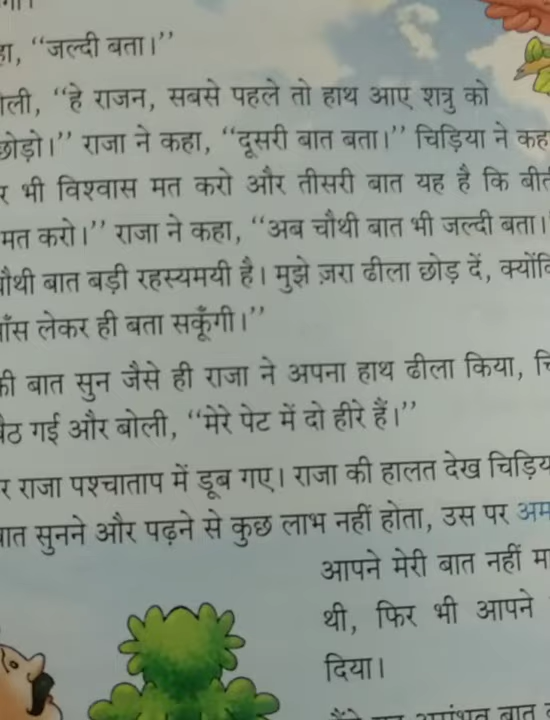 हा, ‘‘जल्दी बता।’’
ोली, ‘‘हे राजन, सबसे पहले तो हाथ आए शत्रु को
छोड़ो।’’ राजा ने कहा, ‘‘दूसरी बात बता।’’ चिड़िया ने कह
र भी विश्वास मत करो और तीसरी बात यह है कि बीत
मत करो।’’ राजा ने कहा, ‘‘अब चौथी बात भी जल्दी बता।
चौथी बात बड़ी रहस्यमयी है। मुझे ज़रा ढीला छोड़ दें, क्योंकि
ाँस लेकर ही बता सकूँगी।’’
की बात सुन जैसे ही राजा ने अपना हाथ ढीला किया, चि
बैठ गई और बोली, ‘‘मेरे पेट में दो हीरे हैं।’’
र राजा पश्चाताप में डूब गए। राजा की हालत देख चिड़िय
बात सुनने और पढ़ने से कुछ लाभ नहीं होता, उस पर अम
आपने मेरी बात नहीं म
थी, फिर भी आपने
दिया।